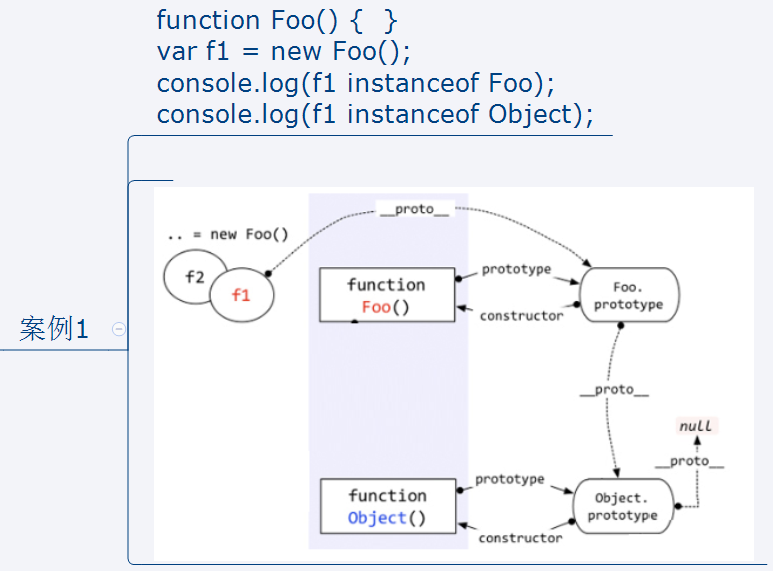 function Foo() {  }
var f1 = new Foo();
console.log(f1 instanceof Foo);
console.log(f1 instanceof Object);
案例1
.. = new Foo()
f2
f1
__proto__
function
Foo()
prototype
constructor
Foo.
prototype
__proto__
null
__proto__
function
Object()
prototype
constructor
Object.
prototype